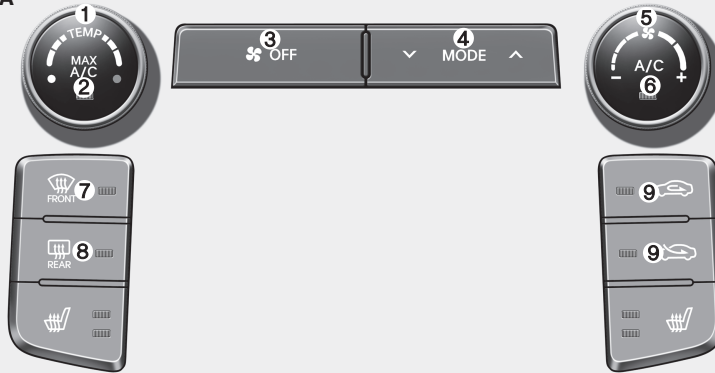 A
1
TEMP
MAX
A/C
2
3
OFF
4
MODE
5
A/C
6
- +
7
FRONT
8
REAR
9
9